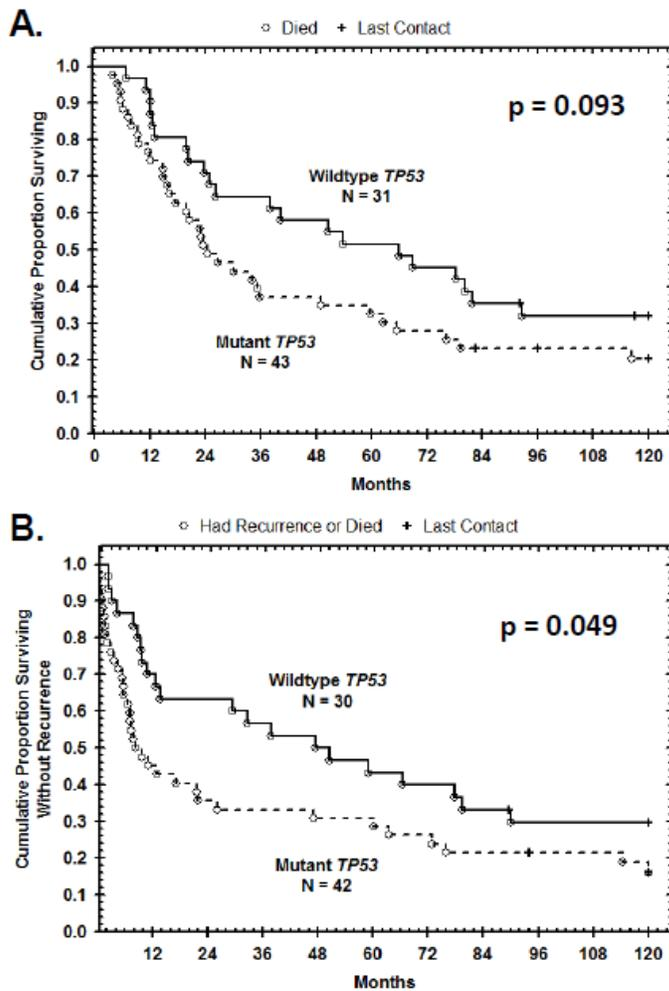 A.
Died Last Contact
1.0
0.9
0.8
0.7
0.6
0.5
0.4
0.3
0.2
0.1
0.0
Cumulative Proportion Surviving
p = 0.093
Wildtype TP53
N = 31
Mutant TP53
N = 43
0 12 24 36 48 60 72 84 96 108 120
Months
B.
Had Recurrence or Died Last Contact
1.0
0.9
0.8
0.7
0.6
0.5
0.4
0.3
0.2
0.1
0.0
Cumulative Proportion Surviving
Without Recurrence
p = 0.049
Wildtype TP53
N = 30
Mutant TP53
N = 42
12 24 36 48 60 72 84 96 108 120
Months